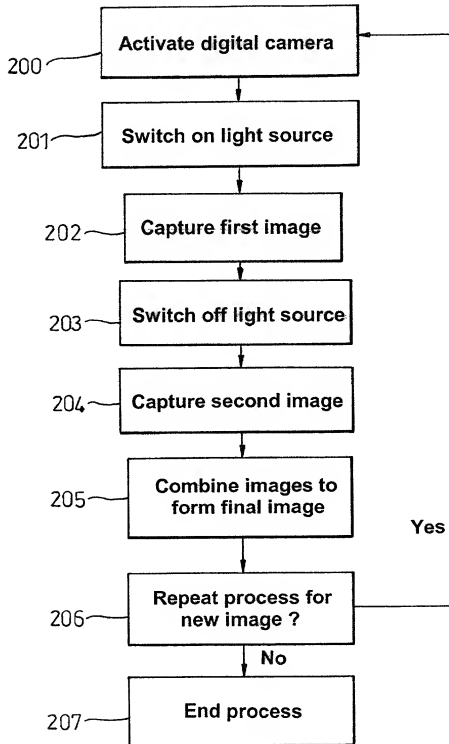 Activate digital camera
200
Switch on light source
201
Capture first image
202
Switch off light source
203
Capture second image
204
Combine images to
form final image
205
Yes
Repeat process for
new image ?
206
No
End process
207